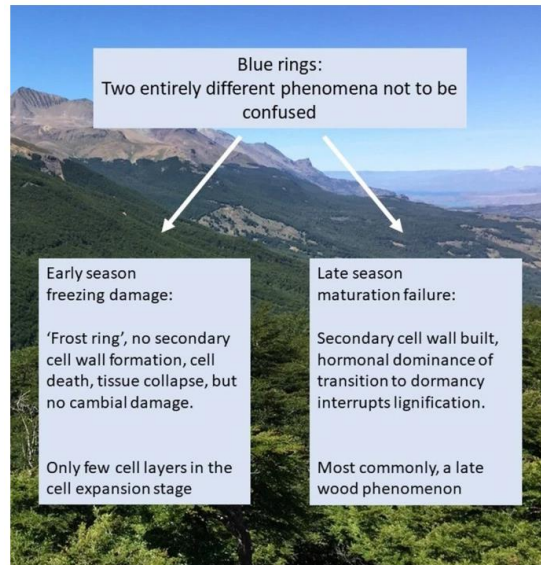 Blue rings:
Two entirely different phenomena not to be
confused
Early season
freezing damage:
‘Frost ring’, no secondary
cell wall formation, cell
death, tissue collapse, but
no cambial damage.
Only few cell layers in the
cell expansion stage
Late season
maturation failure:
Secondary cell wall built,
hormonal dominance of
transition to dormancy
interrupts lignification.
Most commonly, a late
wood phenomenon